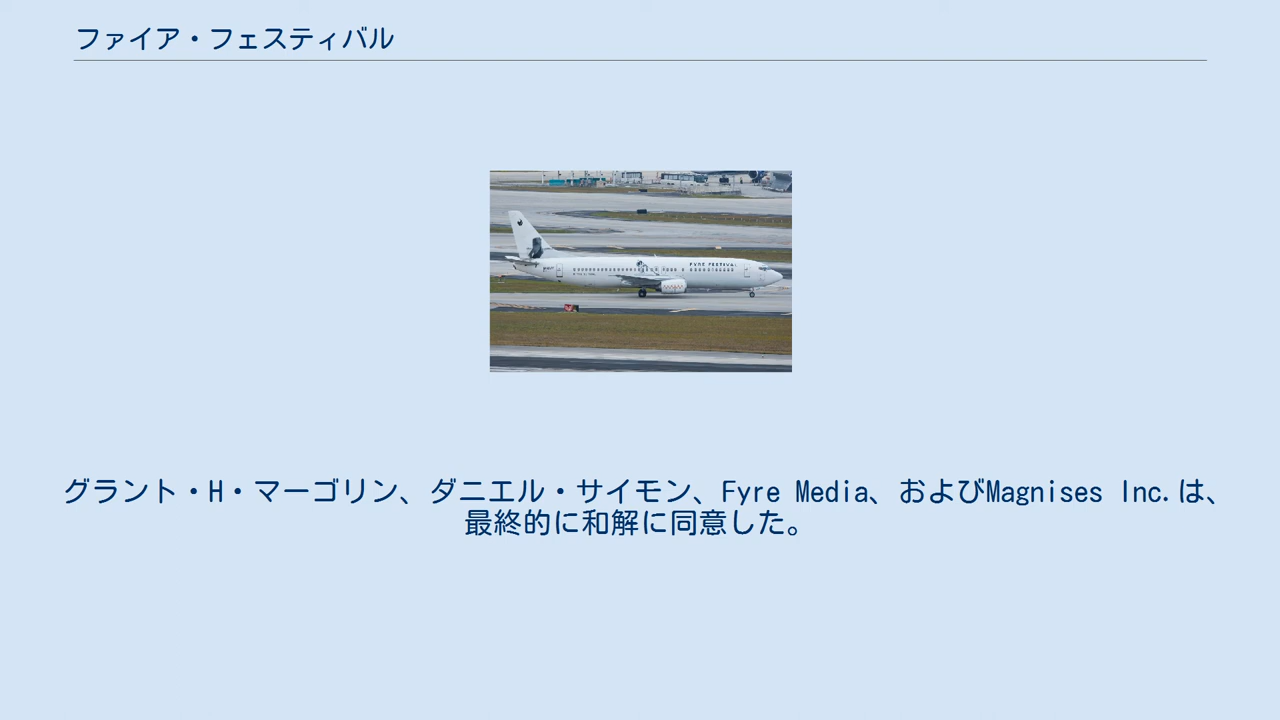 ファイア・フェスティバル
FYRE FESTIVAL
グラント・H・マーゴリン、ダニエル・サイモン、Fyre Media、およびMagnises Inc.は、
最終的に和解に同意した。